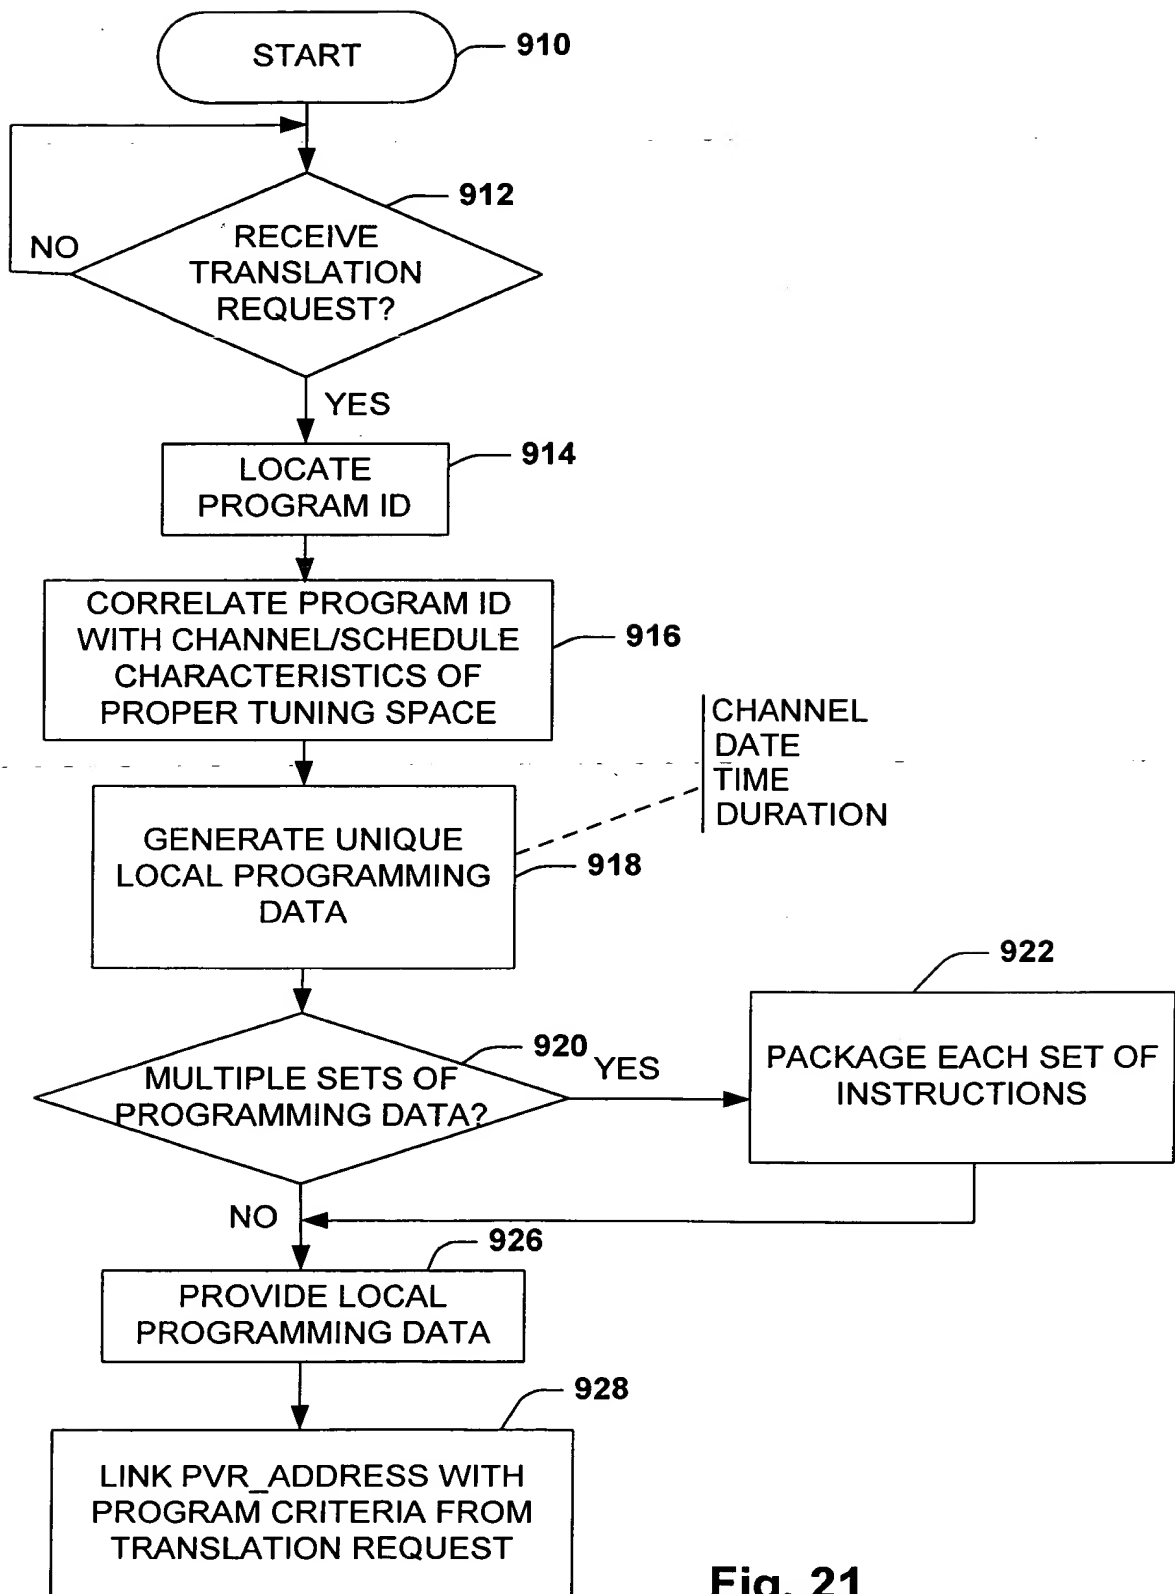 START
910
912
RECEIVE
TRANSLATION
REQUEST?
NO
YES
LOCATE
PROGRAM ID
914
CORRELATE PROGRAM ID
WITH CHANNEL/SCHEDULE
CHARACTERISTICS OF
PROPER TUNING SPACE
916
CHANNEL
DATE
TIME
DURATION
GENERATE UNIQUE
LOCAL PROGRAMMING
DATA
918
922
920
YES
MULTIPLE SETS OF
PROGRAMMING DATA?
PACKAGE EACH SET OF
INSTRUCTIONS
NO
926
PROVIDE LOCAL
PROGRAMMING DATA
928
LINK PVR_ADDRESS WITH
PROGRAM CRITERIA FROM
TRANSLATION REQUEST
Fig. 21